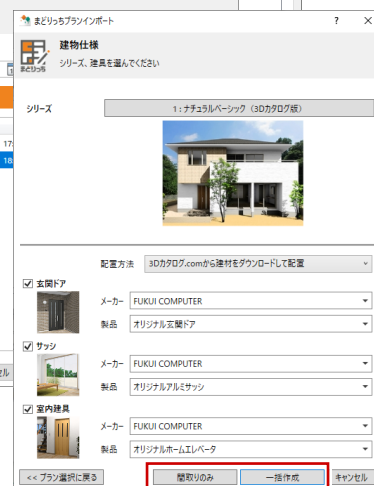 まどりっちプランインポート
?
×
まどりっち
建物仕様
シリーズ、建具を選んでください
シリーズ
1：ナチュラルベーシック（3Dカタログ版）
17:
18:
配置方法
3Dカタログ.comから建材をダウンロードして配置
玄関ドア
メーカー
FUKUI COMPUTER
製品
オリジナル玄関ドア
サッシ
メーカー
FUKUI COMPUTER
製品
オリジナルアルミサッシ
室内建具
メーカー
FUKUI COMPUTER
製品
オリジナルホームエレベータ
セル
<< プラン選択に戻る
間取りのみ
一括作成
キャンセル